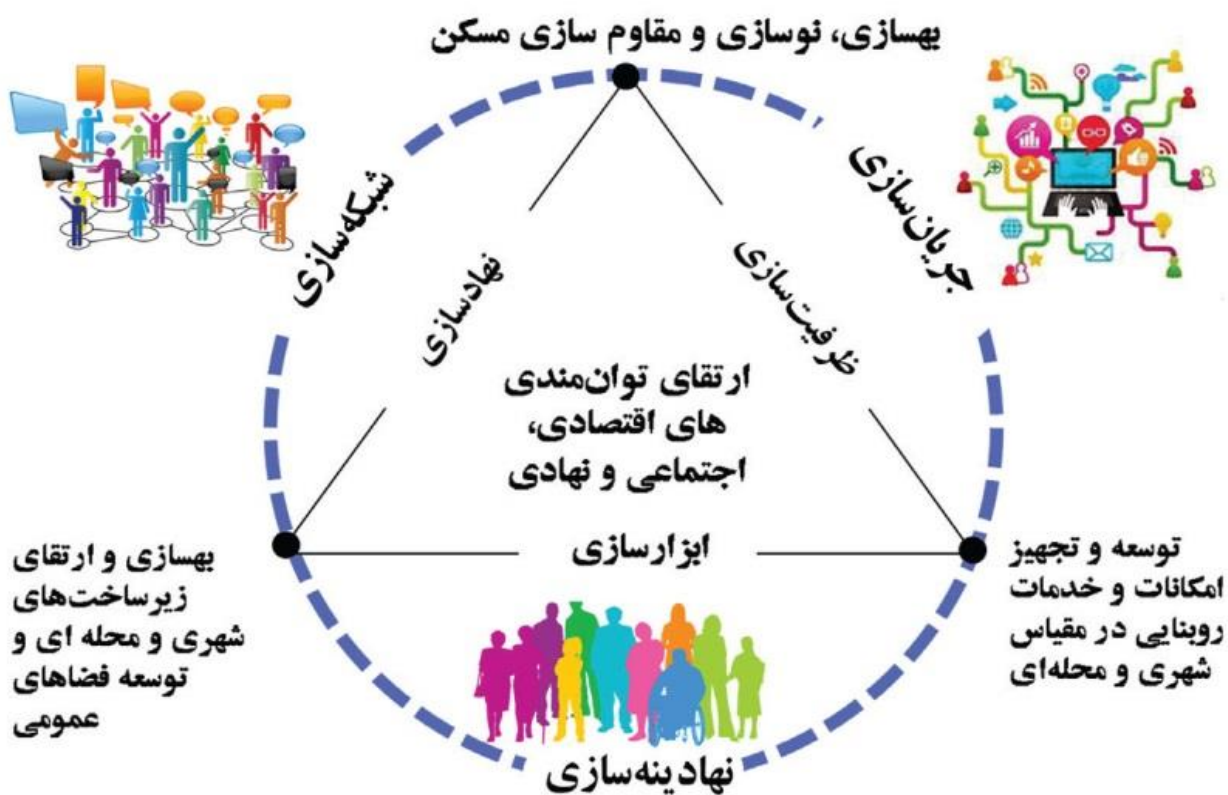 بهسازی، نوسازی و مقاوم سازی مسکن
جریان‌سازی
شبکه‌سازی
ظرفیت‌سازی
نهادسازی
ارتقای توان‌مندی
های اقتصادی،
اجتماعی و نهادی
ابزارسازی
توسعه و تجهیز
امکانات و خدمات
روبنایی در مقیاس
شهری و محله‌ای
بهسازی و ارتقای
زیرساخت‌های
شهری و محله ای و
توسعه فضاهای
عمومی
نهادینه‌سازی